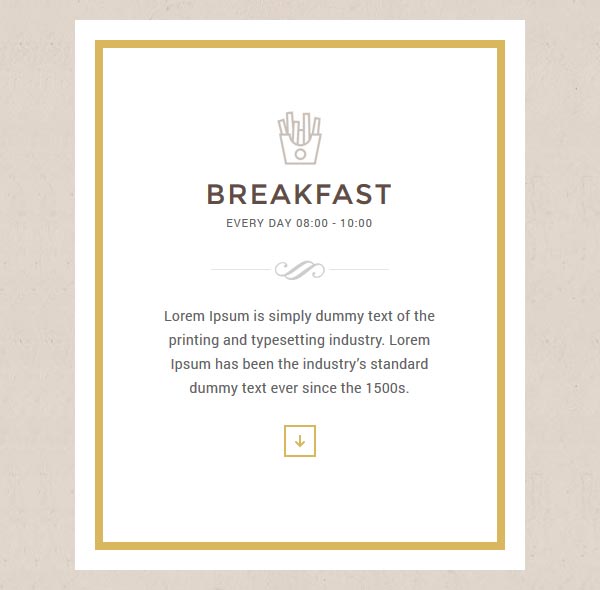 BREAKFAST
EVERY DAY 08:00 - 10:00
Lorem Ipsum is simply dummy text of the
printing and typesetting industry. Lorem
Ipsum has been the industry’s standard
dummy text ever since the 1500s.